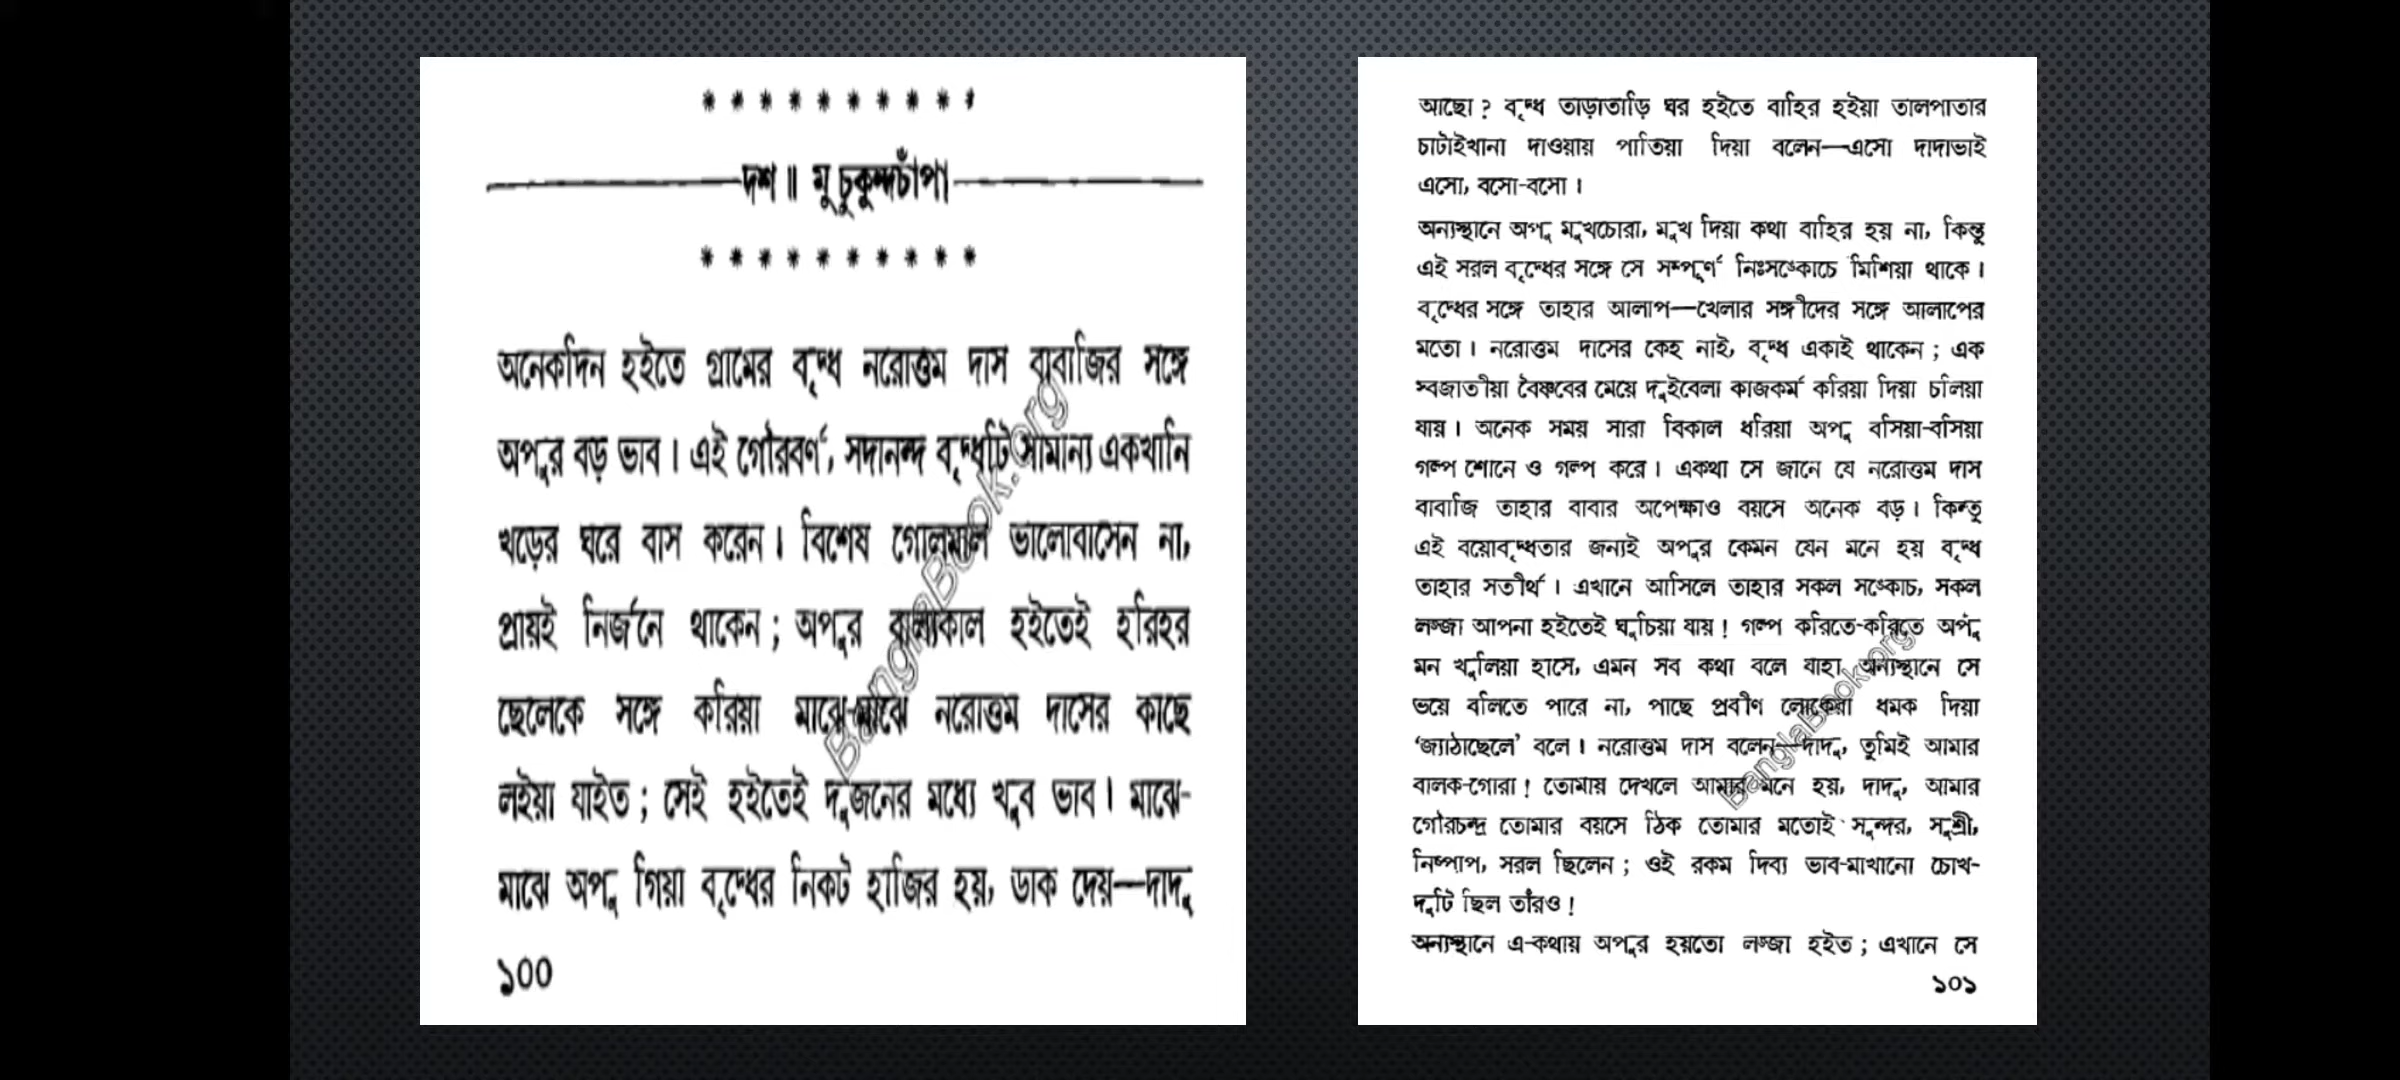 * * * * * * * * * *
দশ ॥ মুচুকুন্দচাঁপা
* * * * * * * * * *
অনেকদিন হইতে গ্রামের বৃদ্ধ নরোত্তম দাস বাবাজির সঙ্গে
অপুর বড় ভাব। এই গৌরবর্ণ, সদানন্দ বৃদ্ধটি সামান্য একখানি
খড়ের ঘরে বাস করেন। বিশেষ গোলমাল ভালোবাসেন না,
প্রায়ই নির্জনে থাকেন; অপুর বাল্যকাল হইতেই হরিহর
ছেলেকে সঙ্গে করিয়া মাঝে-মাঝে নরোত্তম দাসের কাছে
লইয়া যাইত; সেই হইতেই দুজনের মধ্যে খুব ভাব। মাঝে-
মাঝে অপু গিয়া বৃদ্ধের নিকট হাজির হয়, ডাক দেয়—দাদু
১০০
BanglaBook.org
আছো? বৃদ্ধ তাড়াতাড়ি ঘর হইতে বাহির হইয়া তালপাতার
চাটাইখানা দাওয়ায় পাতিয়া দিয়া বলেন—এসো দাদাভাই
এসো, বসো-বসো।
অন্যস্থানে অপু মুখচোরা, মুখ দিয়া কথা বাহির হয় না, কিন্তু
এই সরল বৃদ্ধের সঙ্গে সে সম্পূর্ণ নিঃসঙ্কোচে মিশিয়া থাকে।
বৃদ্ধের সঙ্গে তাহার আলাপ—খেলার সঙ্গীদের সঙ্গে আলাপের
মতো। নরোত্তম দাসের কেহ নাই, বৃদ্ধ একাই থাকেন; এক
স্বজাতীয়া বৈষ্ণবের মেয়ে দুইবেলা কাজকর্ম করিয়া দিয়া চলিয়া
যায়। অনেক সময় সারা বিকাল ধরিয়া অপু বসিয়া-বসিয়া
গল্প শোনে ও গল্প করে। একথা সে জানে যে নরোত্তম দাস
বাবাজি তাহার বাবার অপেক্ষাও বয়সে অনেক বড়। কিন্তু
এই বয়োবৃদ্ধতার জন্যই অপুর কেমন যেন মনে হয় বৃদ্ধ
তাহার সতীর্থ। এখানে আসিলে তাহার সকল সঙ্কোচ, সকল
লজ্জা আপনা হইতেই ঘুচিয়া যায়! গল্প করিতে-করিতে অপু
মন খুলিয়া হাসে, এমন সব কথা বলে যাহা অন্যস্থানে সে
ভয়ে বলিতে পারে না, পাছে প্রবীণ লোকেরা ধমক দিয়া
‘জ্যাঠাছেলে’ বলে। নরোত্তম দাস বলেন—দাদু, তুমিই আমার
বালক-গোরা! তোমায় দেখলে আমার মনে হয়, দাদু, আমার
গৌরচন্দ্র তোমার বয়সে ঠিক তোমার মতোই সুন্দর, সুশ্রী,
নিষ্পাপ, সরল ছিলেন; ওই রকম দিব্য ভাব-মাখানো চোখ-
দুটি ছিল তাঁরও!
অন্যস্থানে এ-কথায় অপুর হয়তো লজ্জা হইত; এখানে সে
১০১
BanglaBook.org